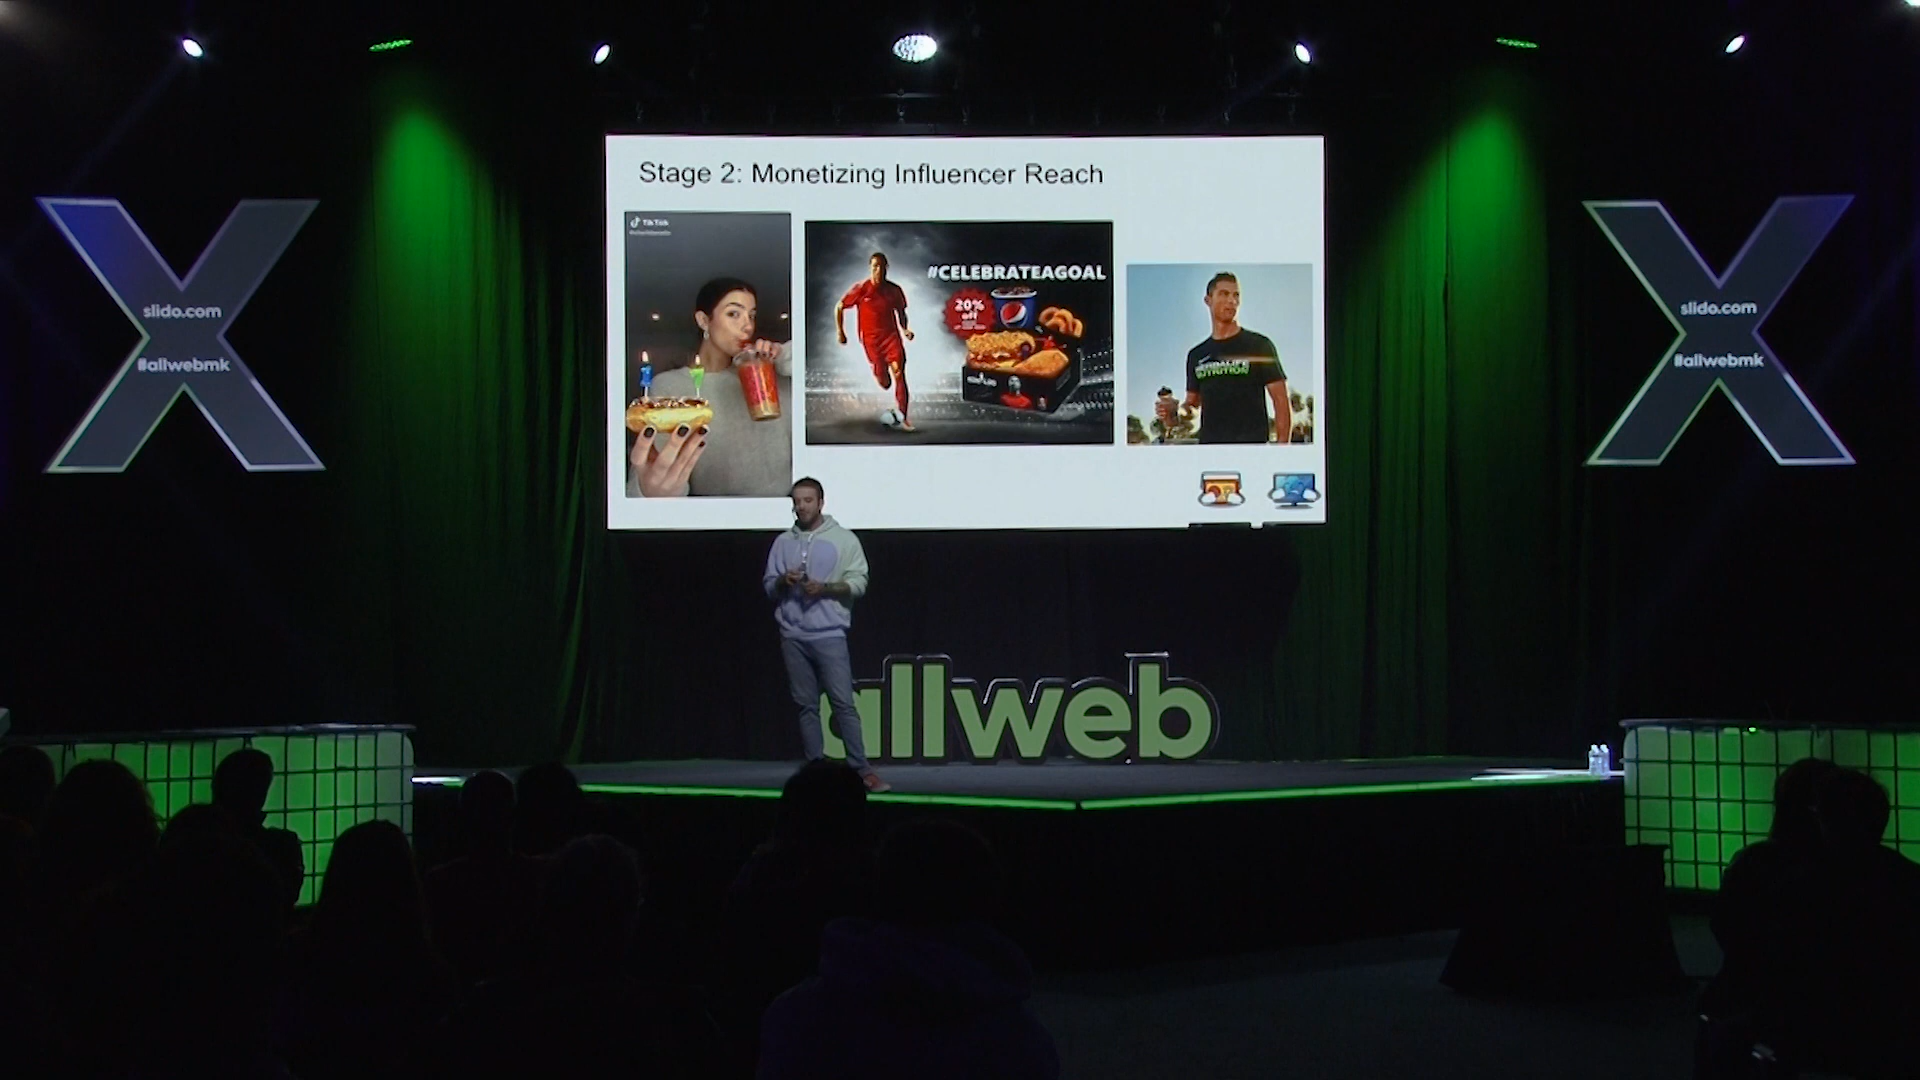 Stage 2: Monetizing Influencer Reach
TikTok
#CELEBRATEAGOAL
20%
off
HERBALIFE
NUTRITION
slido.com
#allwebmk
slido.com
#allwebmk
allweb